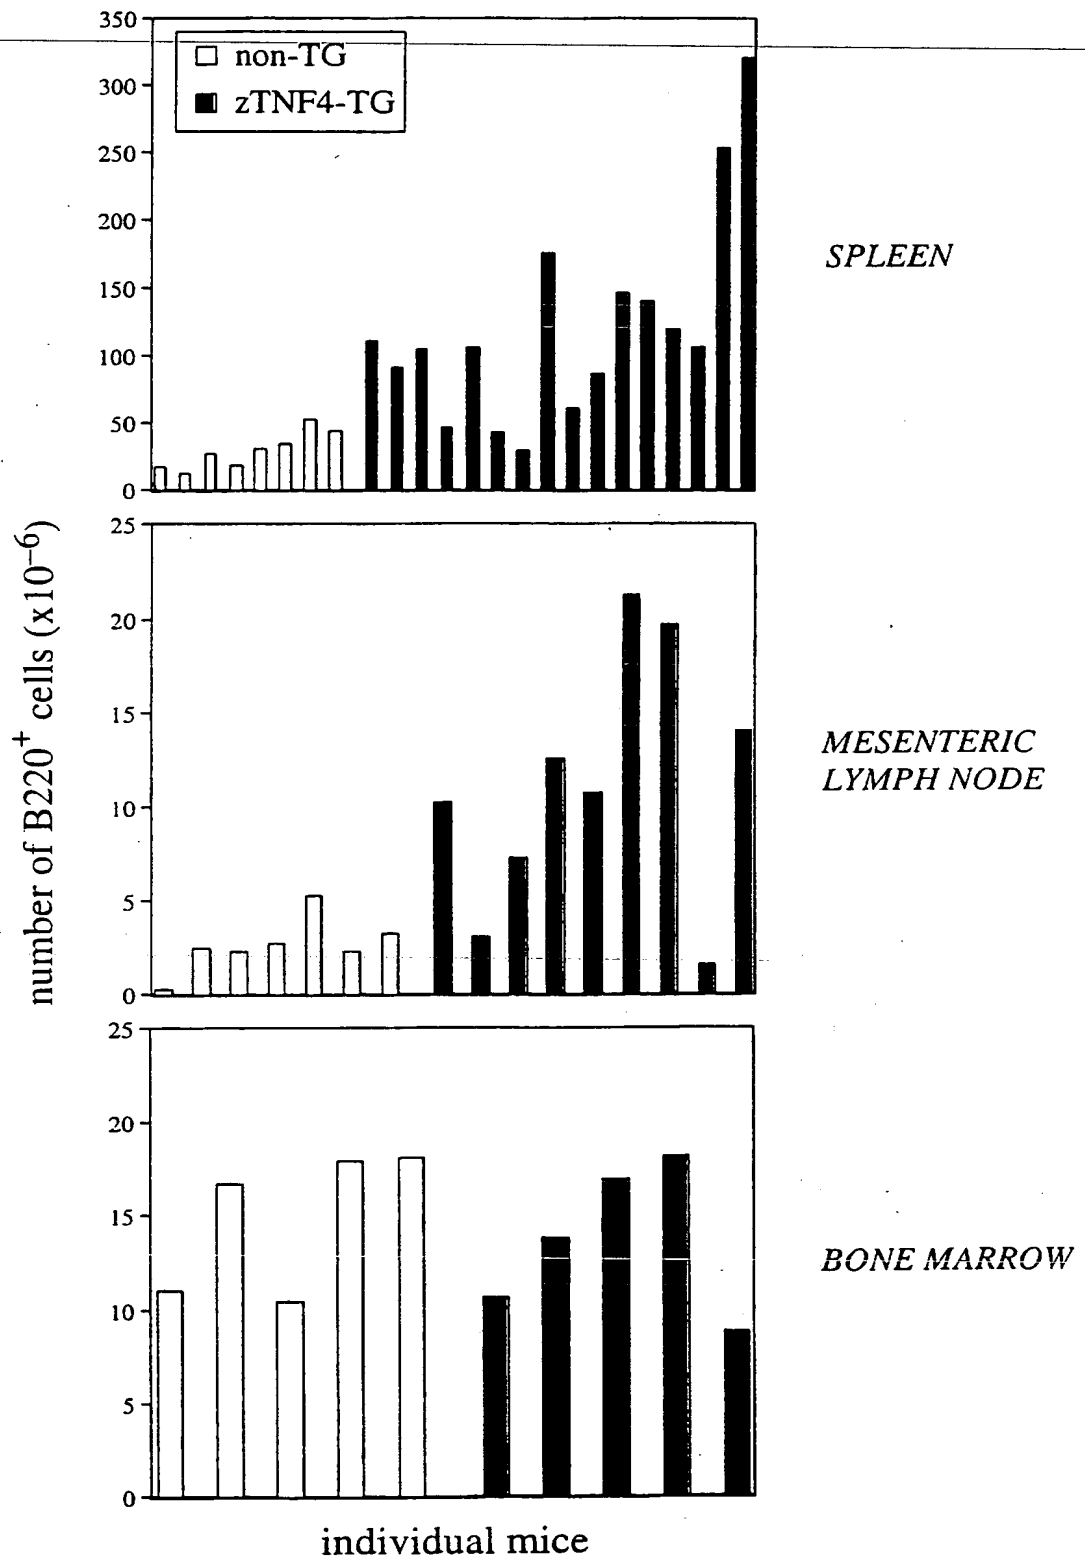 350
300
250
200
150
100
50
0
non-TG
zTNF4-TG
SPLEEN
25
20
15
10
5
0
MESENTERIC
LYMPH NODE
25
20
15
10
5
0
BONE MARROW
number of B220⁺ cells (x10⁻⁶)
individual mice